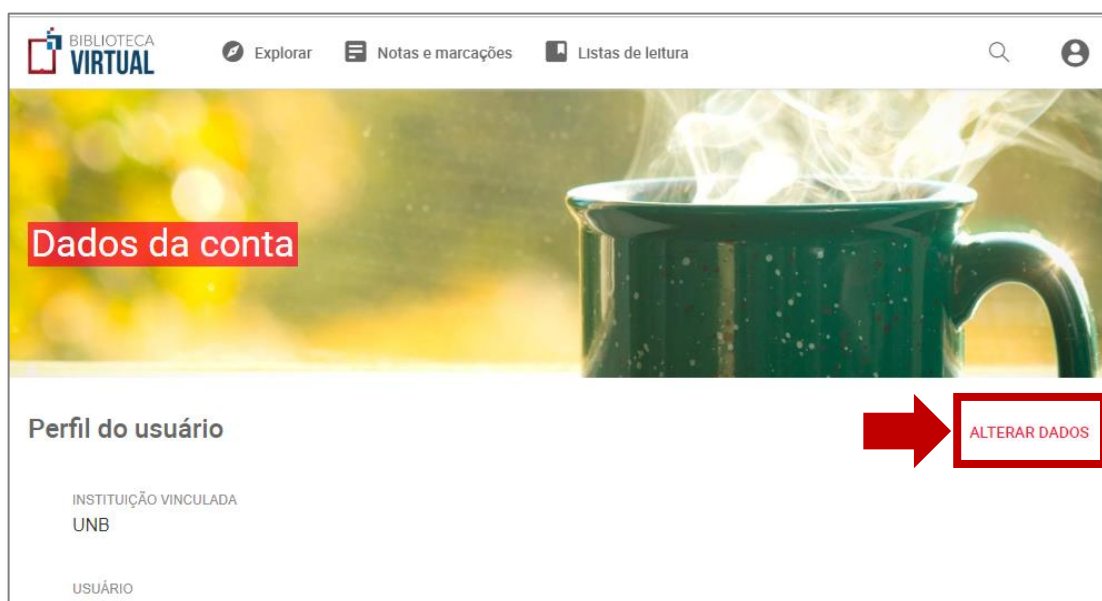 BIBLIOTECA
VIRTUAL
Explorar
Notas e marcações
Listas de leitura
Dados da conta
Perfil do usuário
ALTERAR DADOS
INSTITUIÇÃO VINCULADA
UNB
USUÁRIO